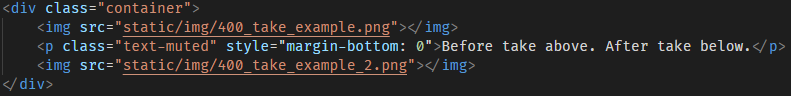 <div class="container">
<img src="static/img/400_take_example.png"></img>
<p class="text-muted" style="margin-bottom: 0">Before take above. After take below.</p>
<img src="static/img/400_take_example_2.png"></img>
</div>